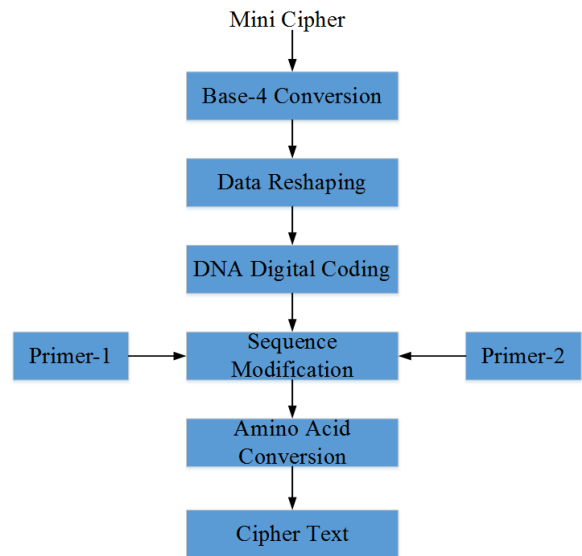 Mini Cipher
Base-4 Conversion
Data Reshaping
DNA Digital Coding
Primer-1
Sequence
Modification
Primer-2
Amino Acid
Conversion
Cipher Text